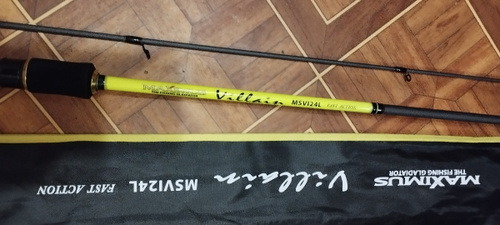 Villain MSVI24L FAST ACTION
MAXIMUS
THE FISHING GLADIATOR
Villain MSVI24L FAST ACTION